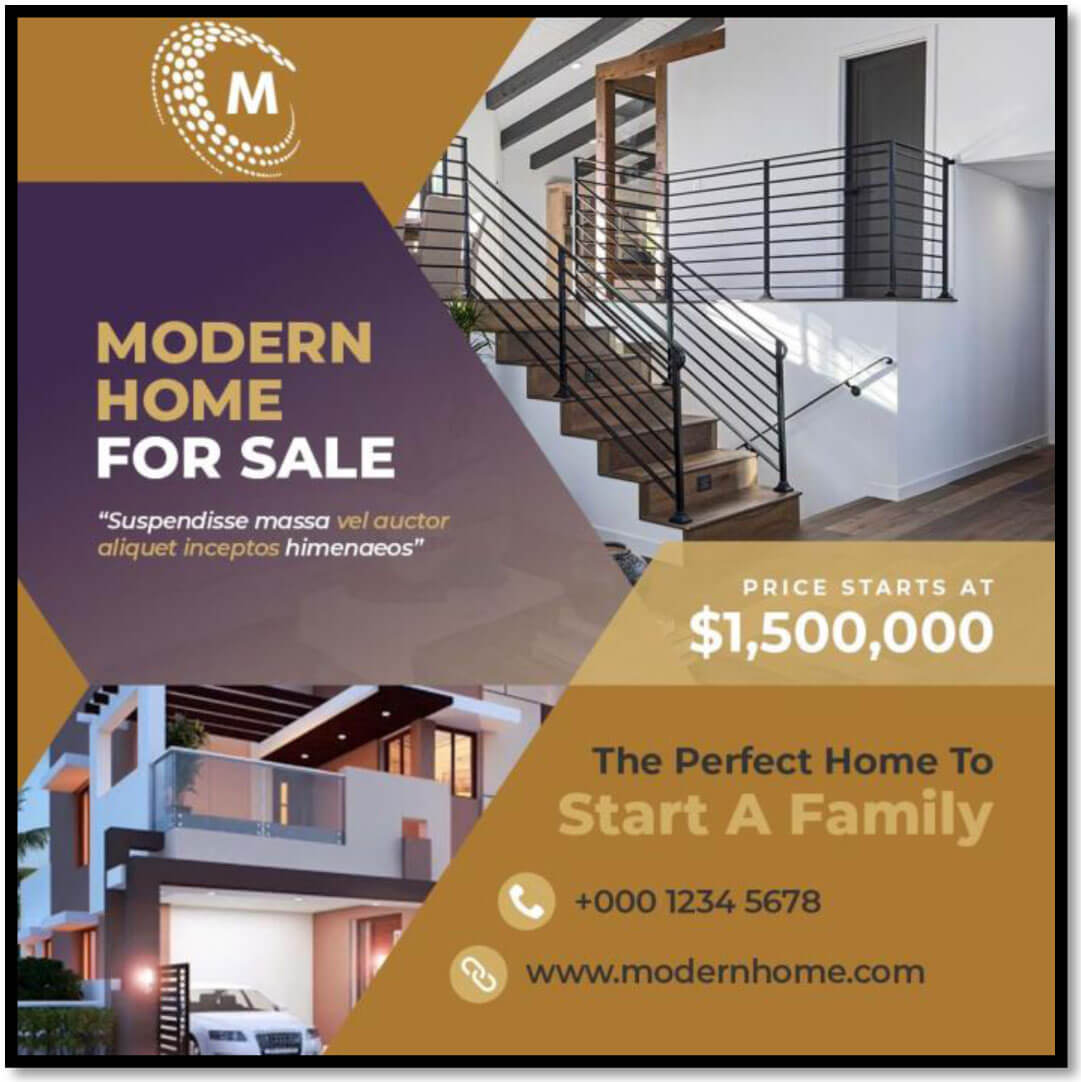 M
MODERN
HOME
FOR SALE
“Suspendisse massa vel auctor
aliquet inceptos himenaeos”
PRICE STARTS AT
$1,500,000
The Perfect Home To
Start A Family
+000 1234 5678
www.modernhome.com